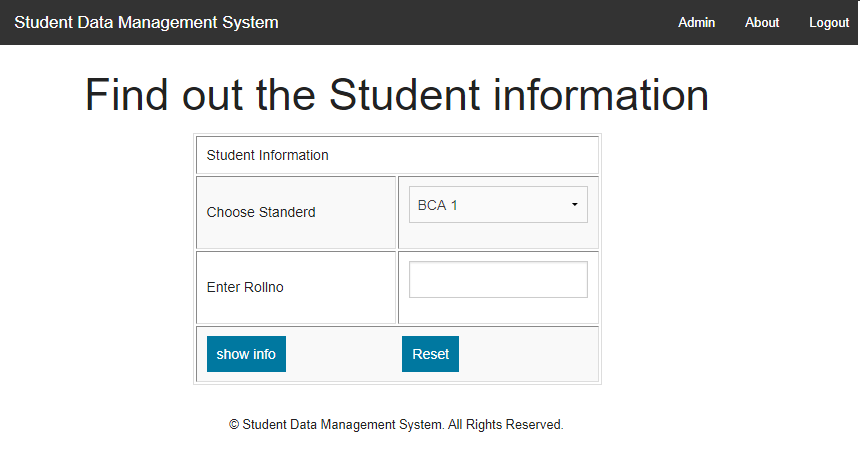 Student Data Management System Admin About Logout
Find out the Student information
Student Information
Choose Standerd BCA 1
Enter Rollno
show info Reset
© Student Data Management System. All Rights Reserved.